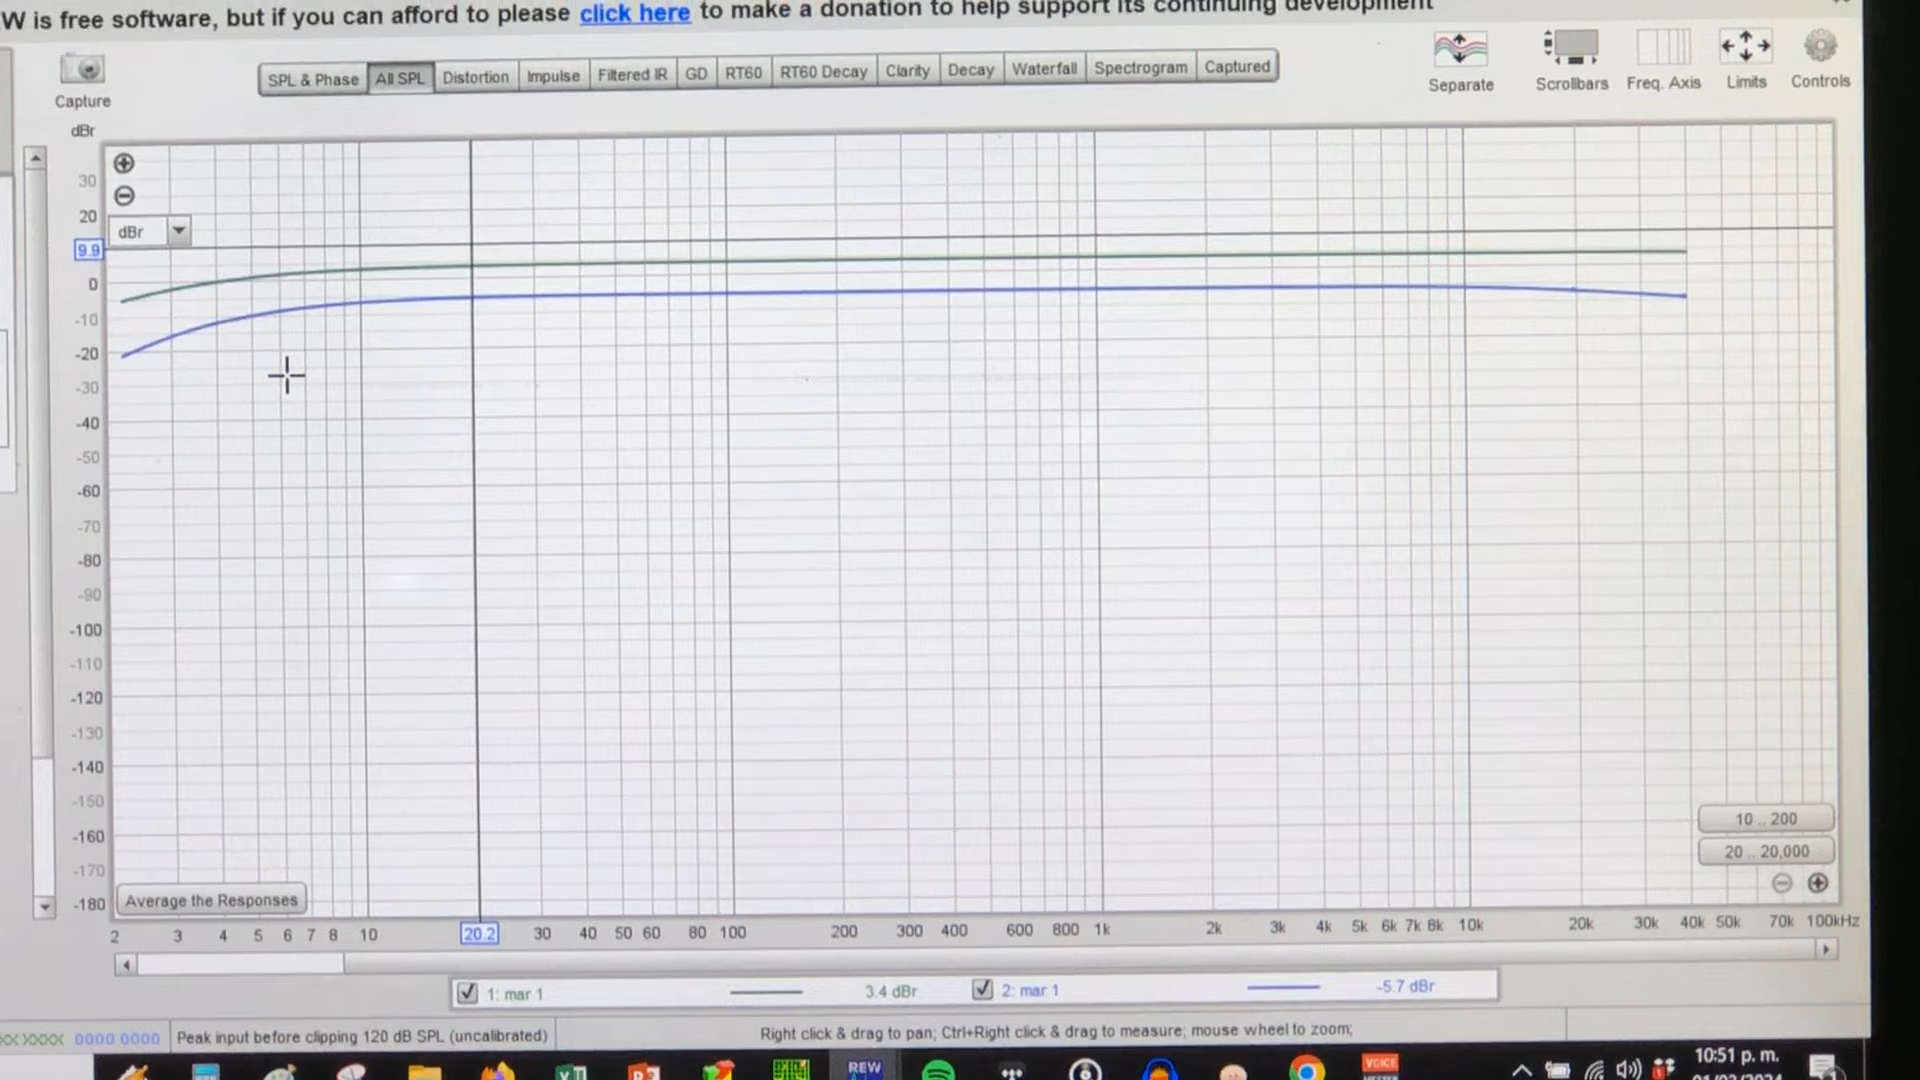 W is free software, but if you can afford to please click here to make a donation to help support its continuing development
Capture
SPL & Phase All SPL Distortion Impulse Filtered IR GD RT60 RT60 Decay Clarity Decay Waterfall Spectrogram Captured
Separate Scrollbars Freq. Axis Limits Controls
dBr
30
20
dBr
9.9
0
-10
-20
-30
-40
-50
-60
-70
-80
-90
-100
-110
-120
-130
-140
-150
-160
-170
-180
10 .. 200
20 .. 20,000
Average the Responses
2 3 4 5 6 7 8 10 20.2 30 40 50 60 80 100 200 300 400 600 800 1k 2k 3k 4k 5k 6k 7k 8k 10k 20k 30k 40k 50k 70k 100kHz
1: mar 1 3.4 dBr 2: mar 1 -5.7 dBr
XX XXXX 0000 0000 Peak input before clipping 120 dB SPL (uncalibrated) Right click & drag to pan; Ctrl+Right click & drag to measure; mouse wheel to zoom;
REW VOICE 10:51 p. m.